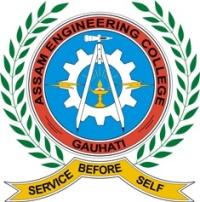 ASSAM ENGINEERING COLLEGE
GAUHATI
SERVICE BEFORE SELF